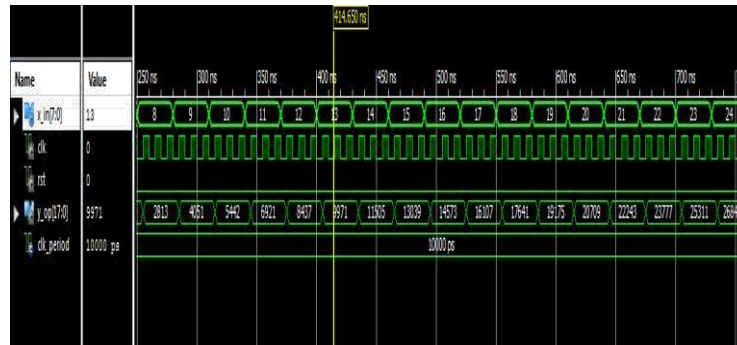 414.650 ns
Name Value 250 ns 300 ns 350 ns 400 ns 450 ns 500 ns 550 ns 600 ns 650 ns 700 ns
x_in[7:0] 13 8 9 10 11 12 13 14 15 16 17 18 19 20 21 22 23 24
clk 0
rst 0
y_op[17:0] 9971 2813 4051 5442 6921 8437 9971 11505 13039 14573 16107 17641 19175 20709 22243 23777 25311 2684
clk_period 10000 ps 10000 ps